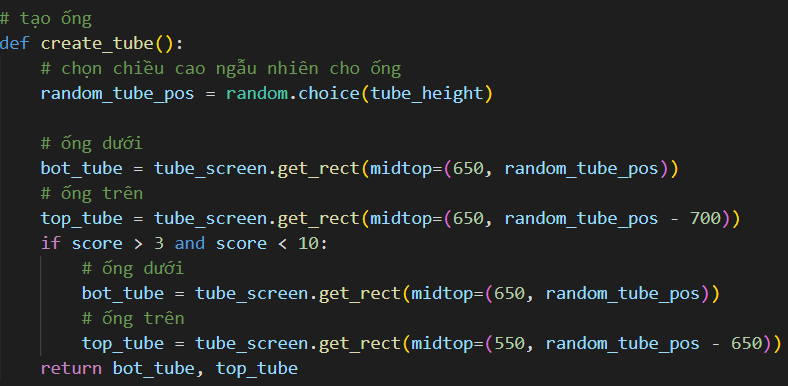 # tạo ống
def create_tube():
    # chọn chiều cao ngẫu nhiên cho ống
    random_tube_pos = random.choice(tube_height)

    # ống dưới
    bot_tube = tube_screen.get_rect(midtop=(650, random_tube_pos))
    # ống trên
    top_tube = tube_screen.get_rect(midtop=(650, random_tube_pos - 700))
    if score > 3 and score < 10:
        # ống dưới
        bot_tube = tube_screen.get_rect(midtop=(650, random_tube_pos))
        # ống trên
        top_tube = tube_screen.get_rect(midtop=(550, random_tube_pos - 650))
    return bot_tube, top_tube